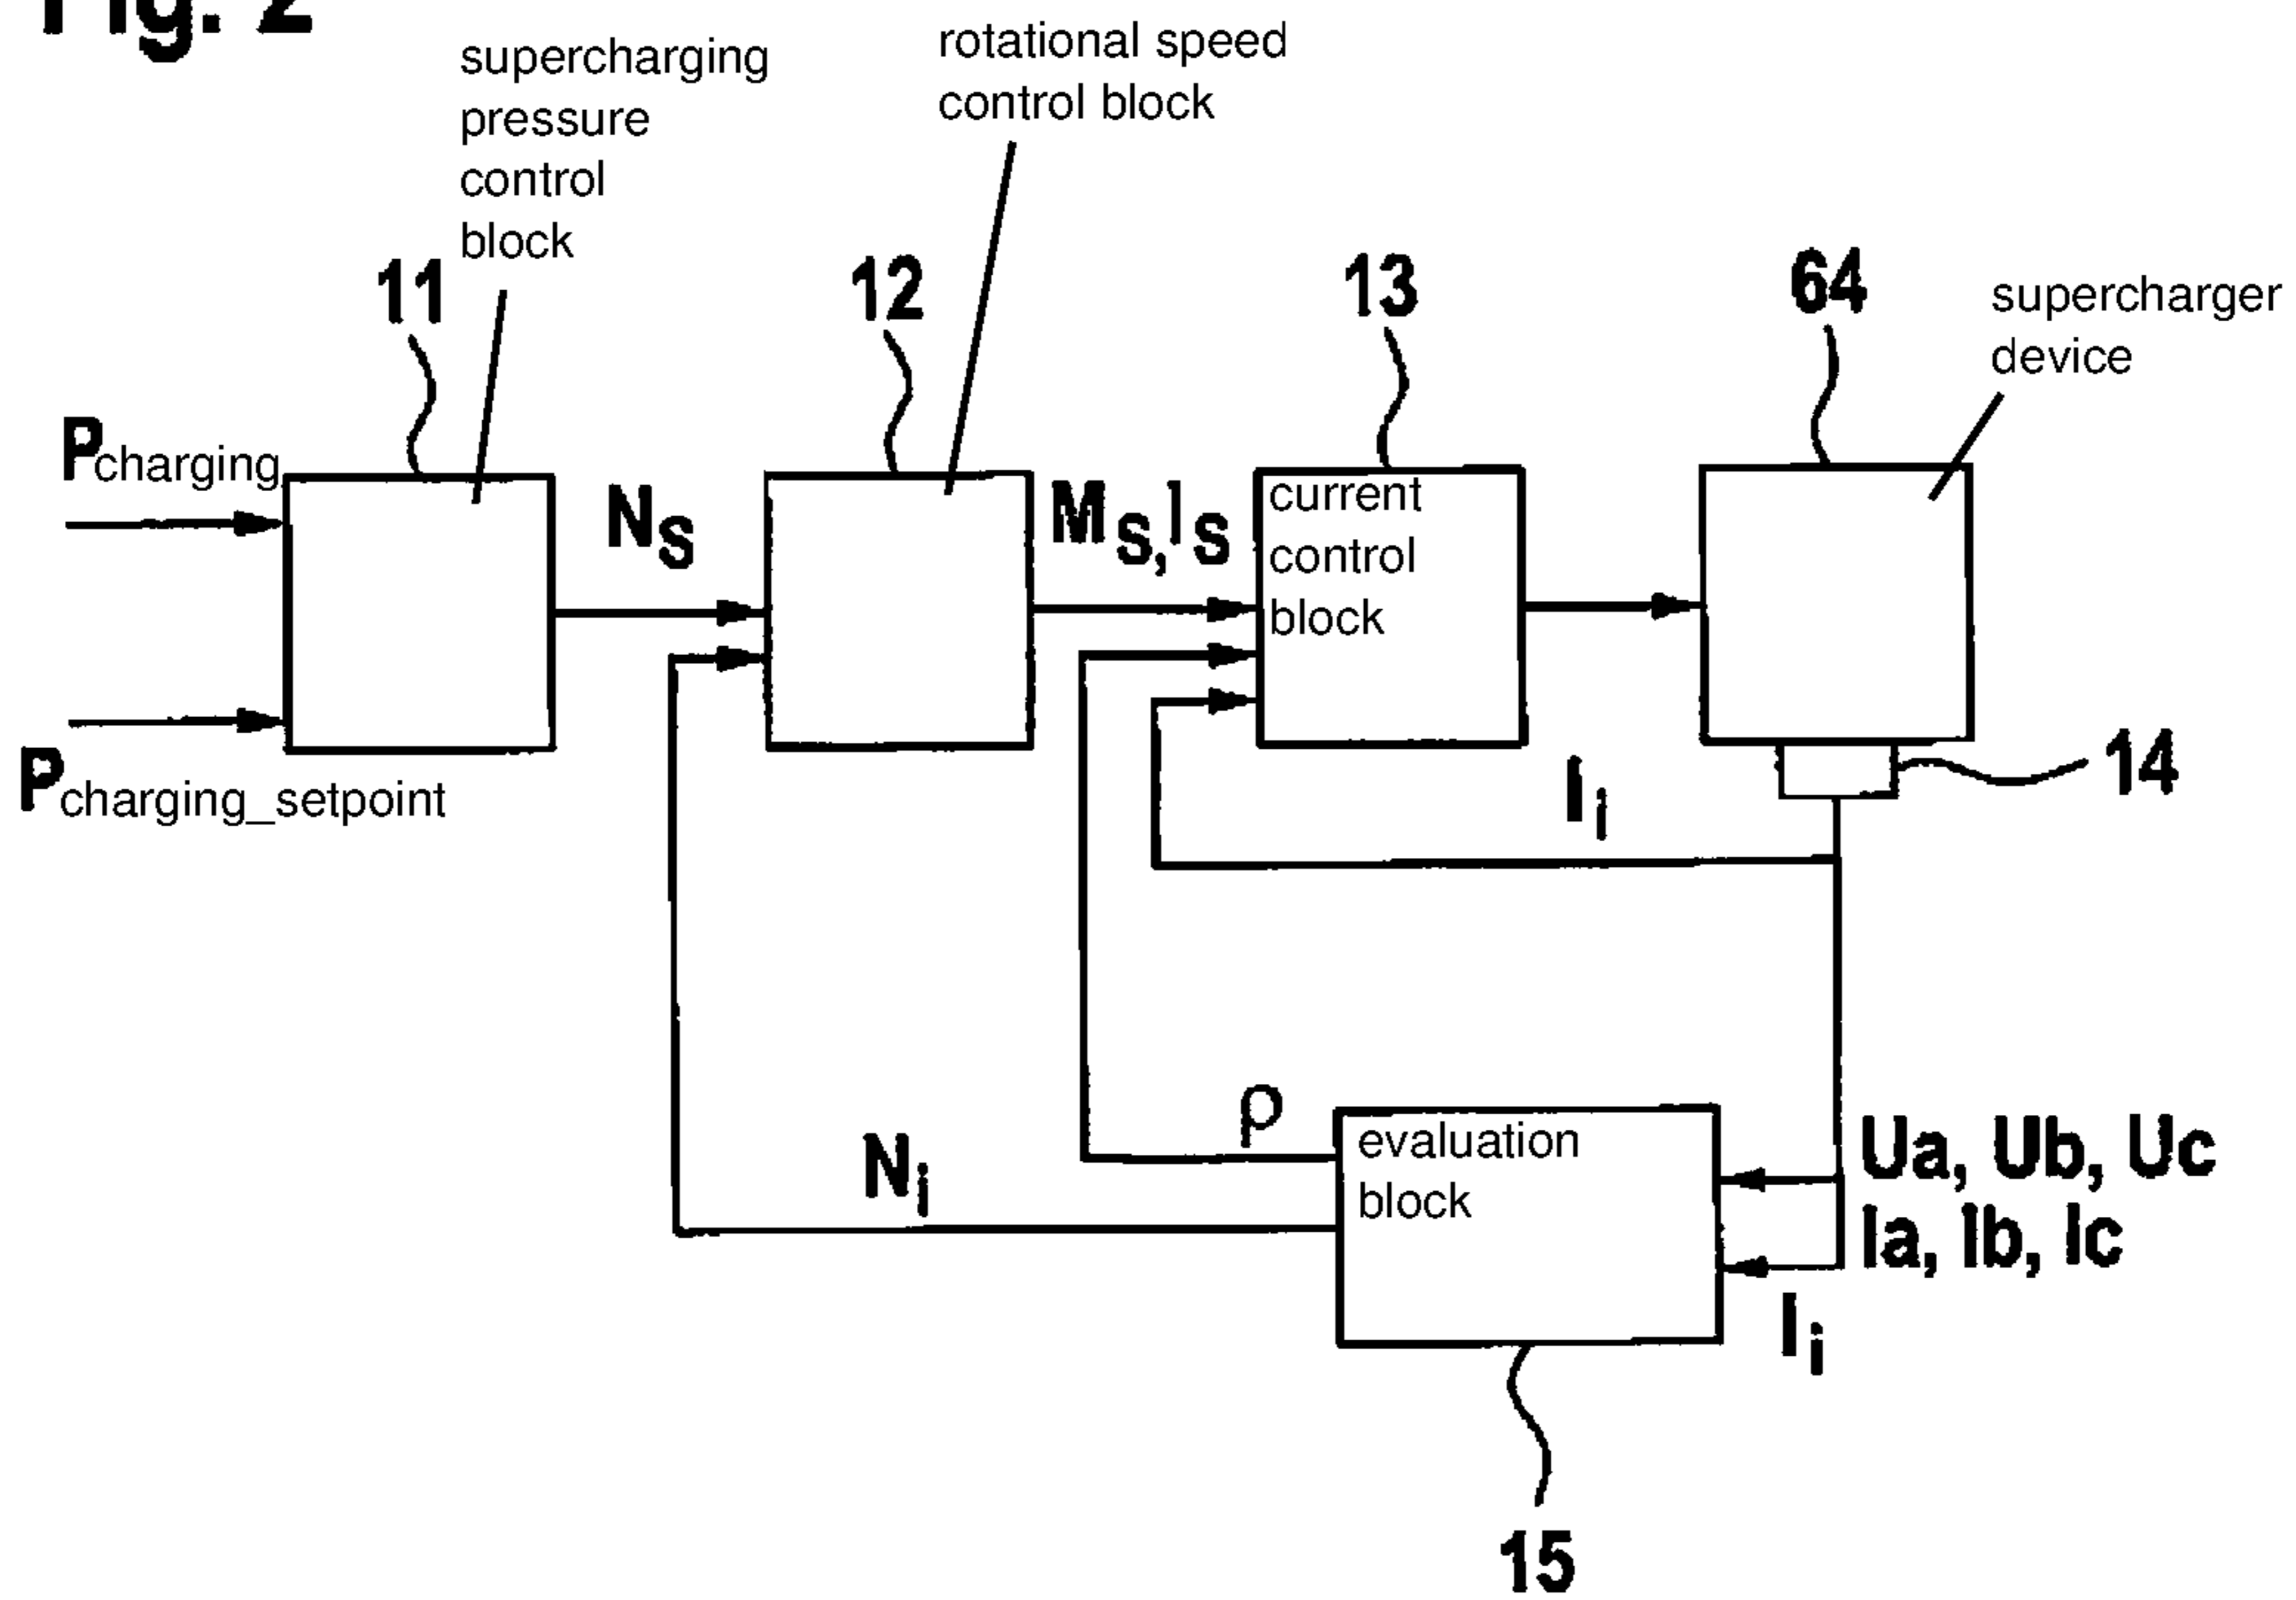 Fig. 2
supercharging
pressure
control
block
rotational speed
control block
11
12
13
64
supercharger
device
Pcharging
NS
MS,IS
current
control
block
Pcharging_setpoint
14
Ii
ρ
Ni
evaluation
block
Ua, Ub, Uc
Ia, Ib, Ic
Ii
15